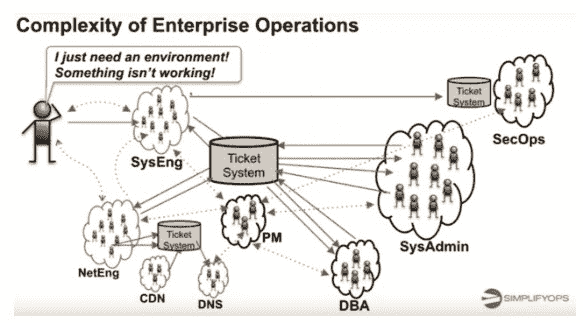 Complexity of Enterprise Operations
I just need an environment!
Something isn't working!
Ticket
System
SecOps
SysEng
Ticket
System
SysAdmin
NetEng
Ticket
System
PM
CDN
DNS
DBA
SIMPLIFYOPS